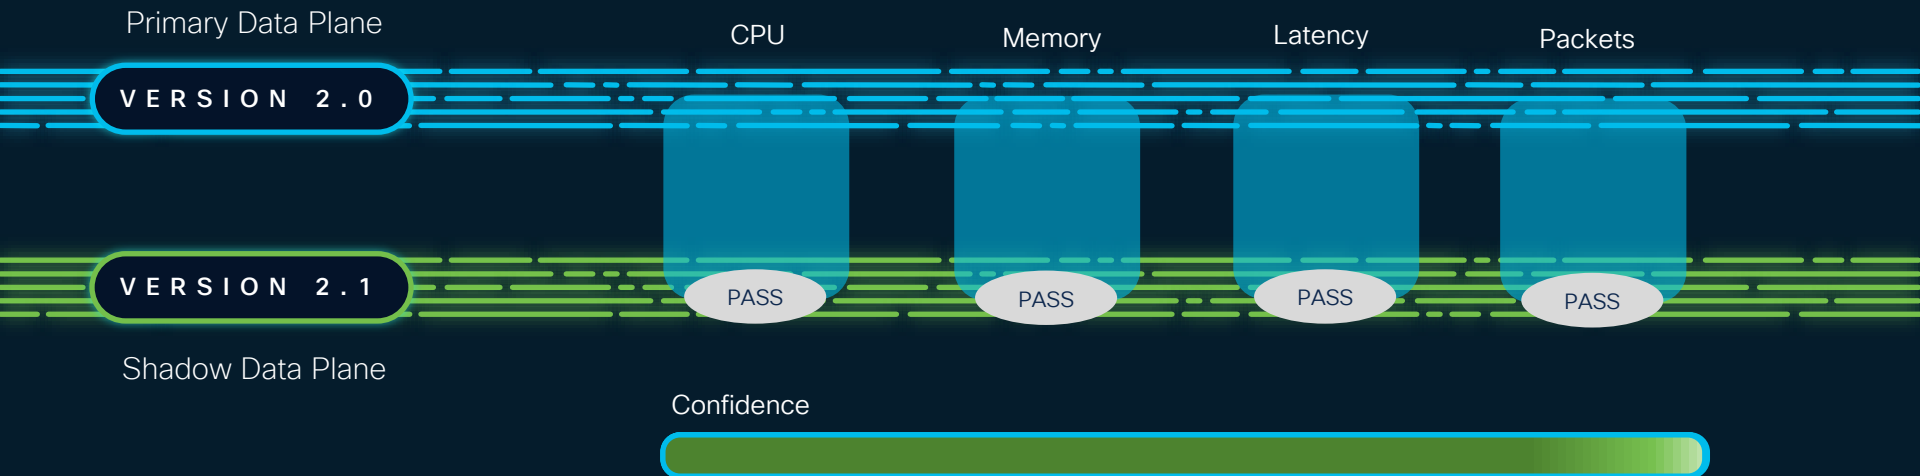 Primary Data Plane
CPU
Memory
Latency
Packets
VERSION 2.0
VERSION 2.1
PASS
PASS
PASS
PASS
Shadow Data Plane
Confidence